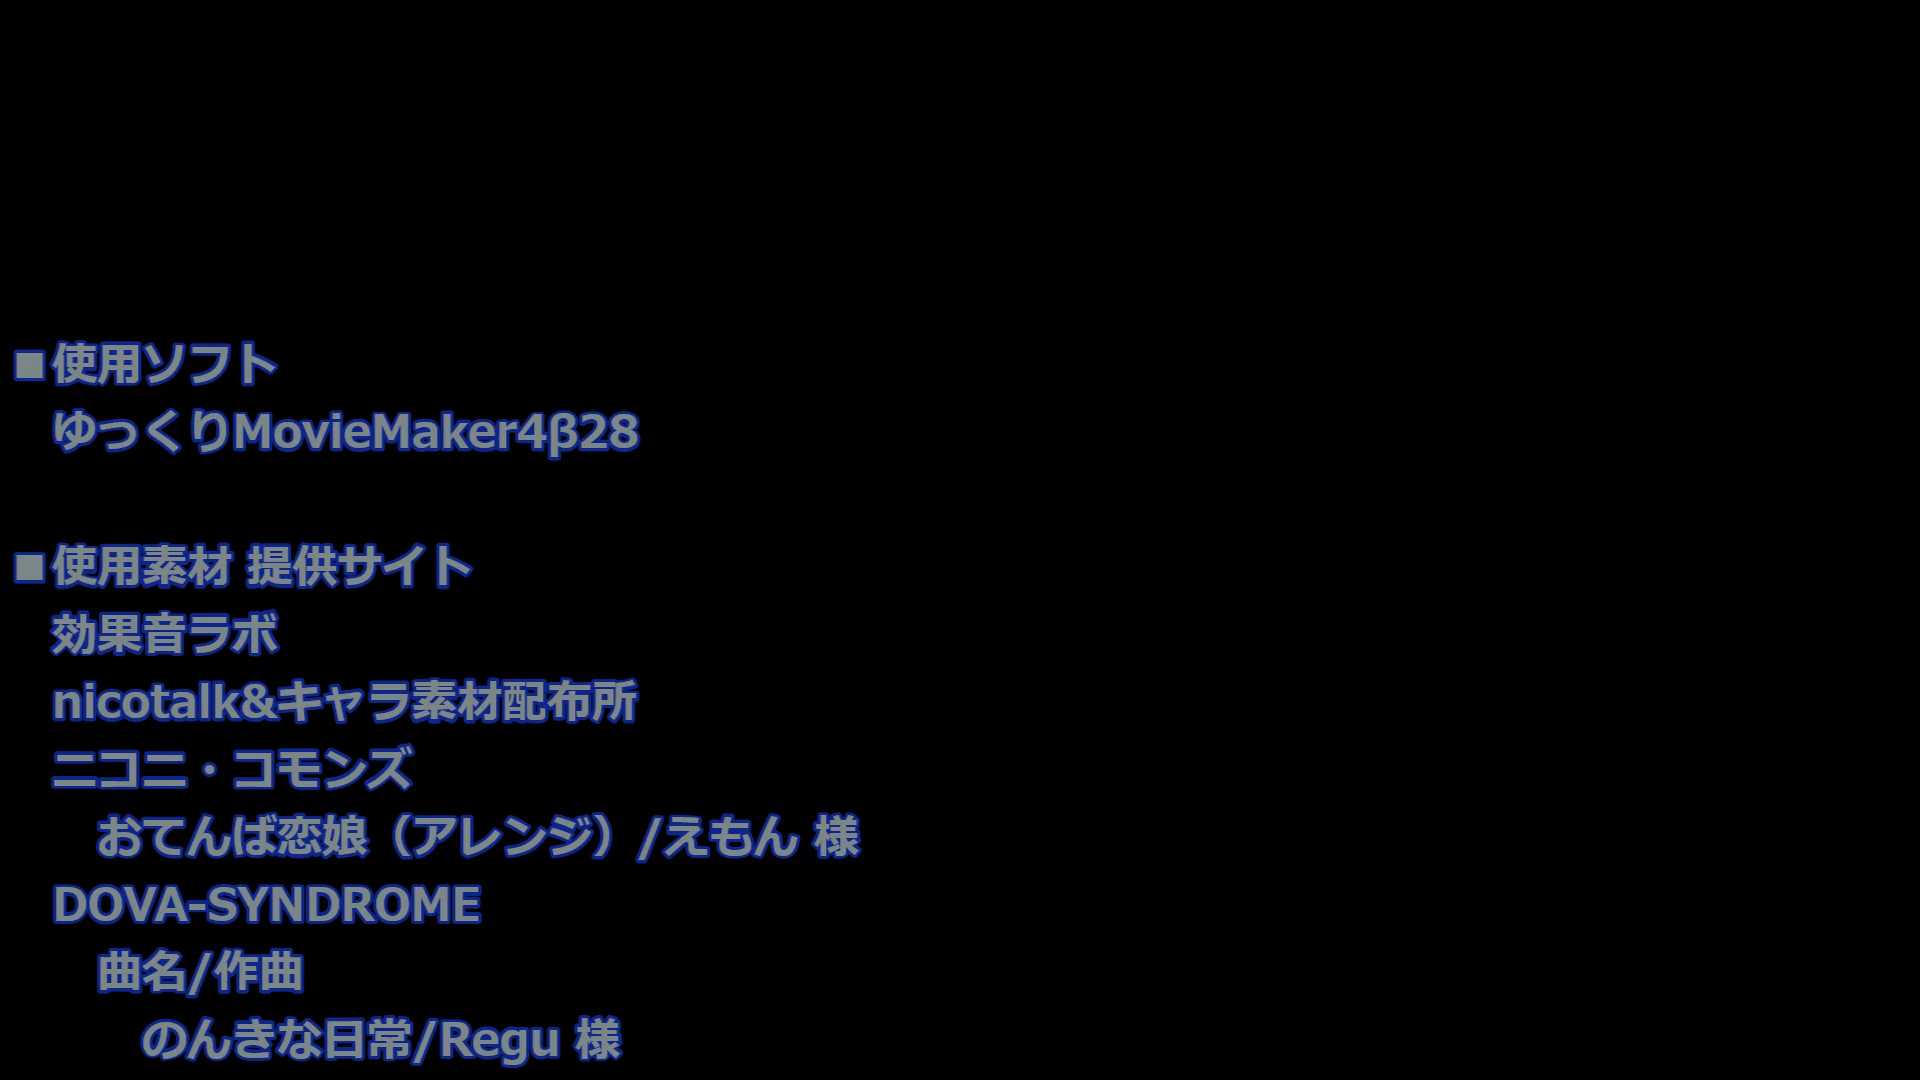 ■使用ソフト
ゆっくりMovieMaker4β28
■使用素材 提供サイト
効果音ラボ
nicotalk&キャラ素材配布所
ニコニ・コモンズ
おてんば恋娘（アレンジ）/えもん 様
DOVA-SYNDROME
曲名/作曲
のんきな日常/Regu 様